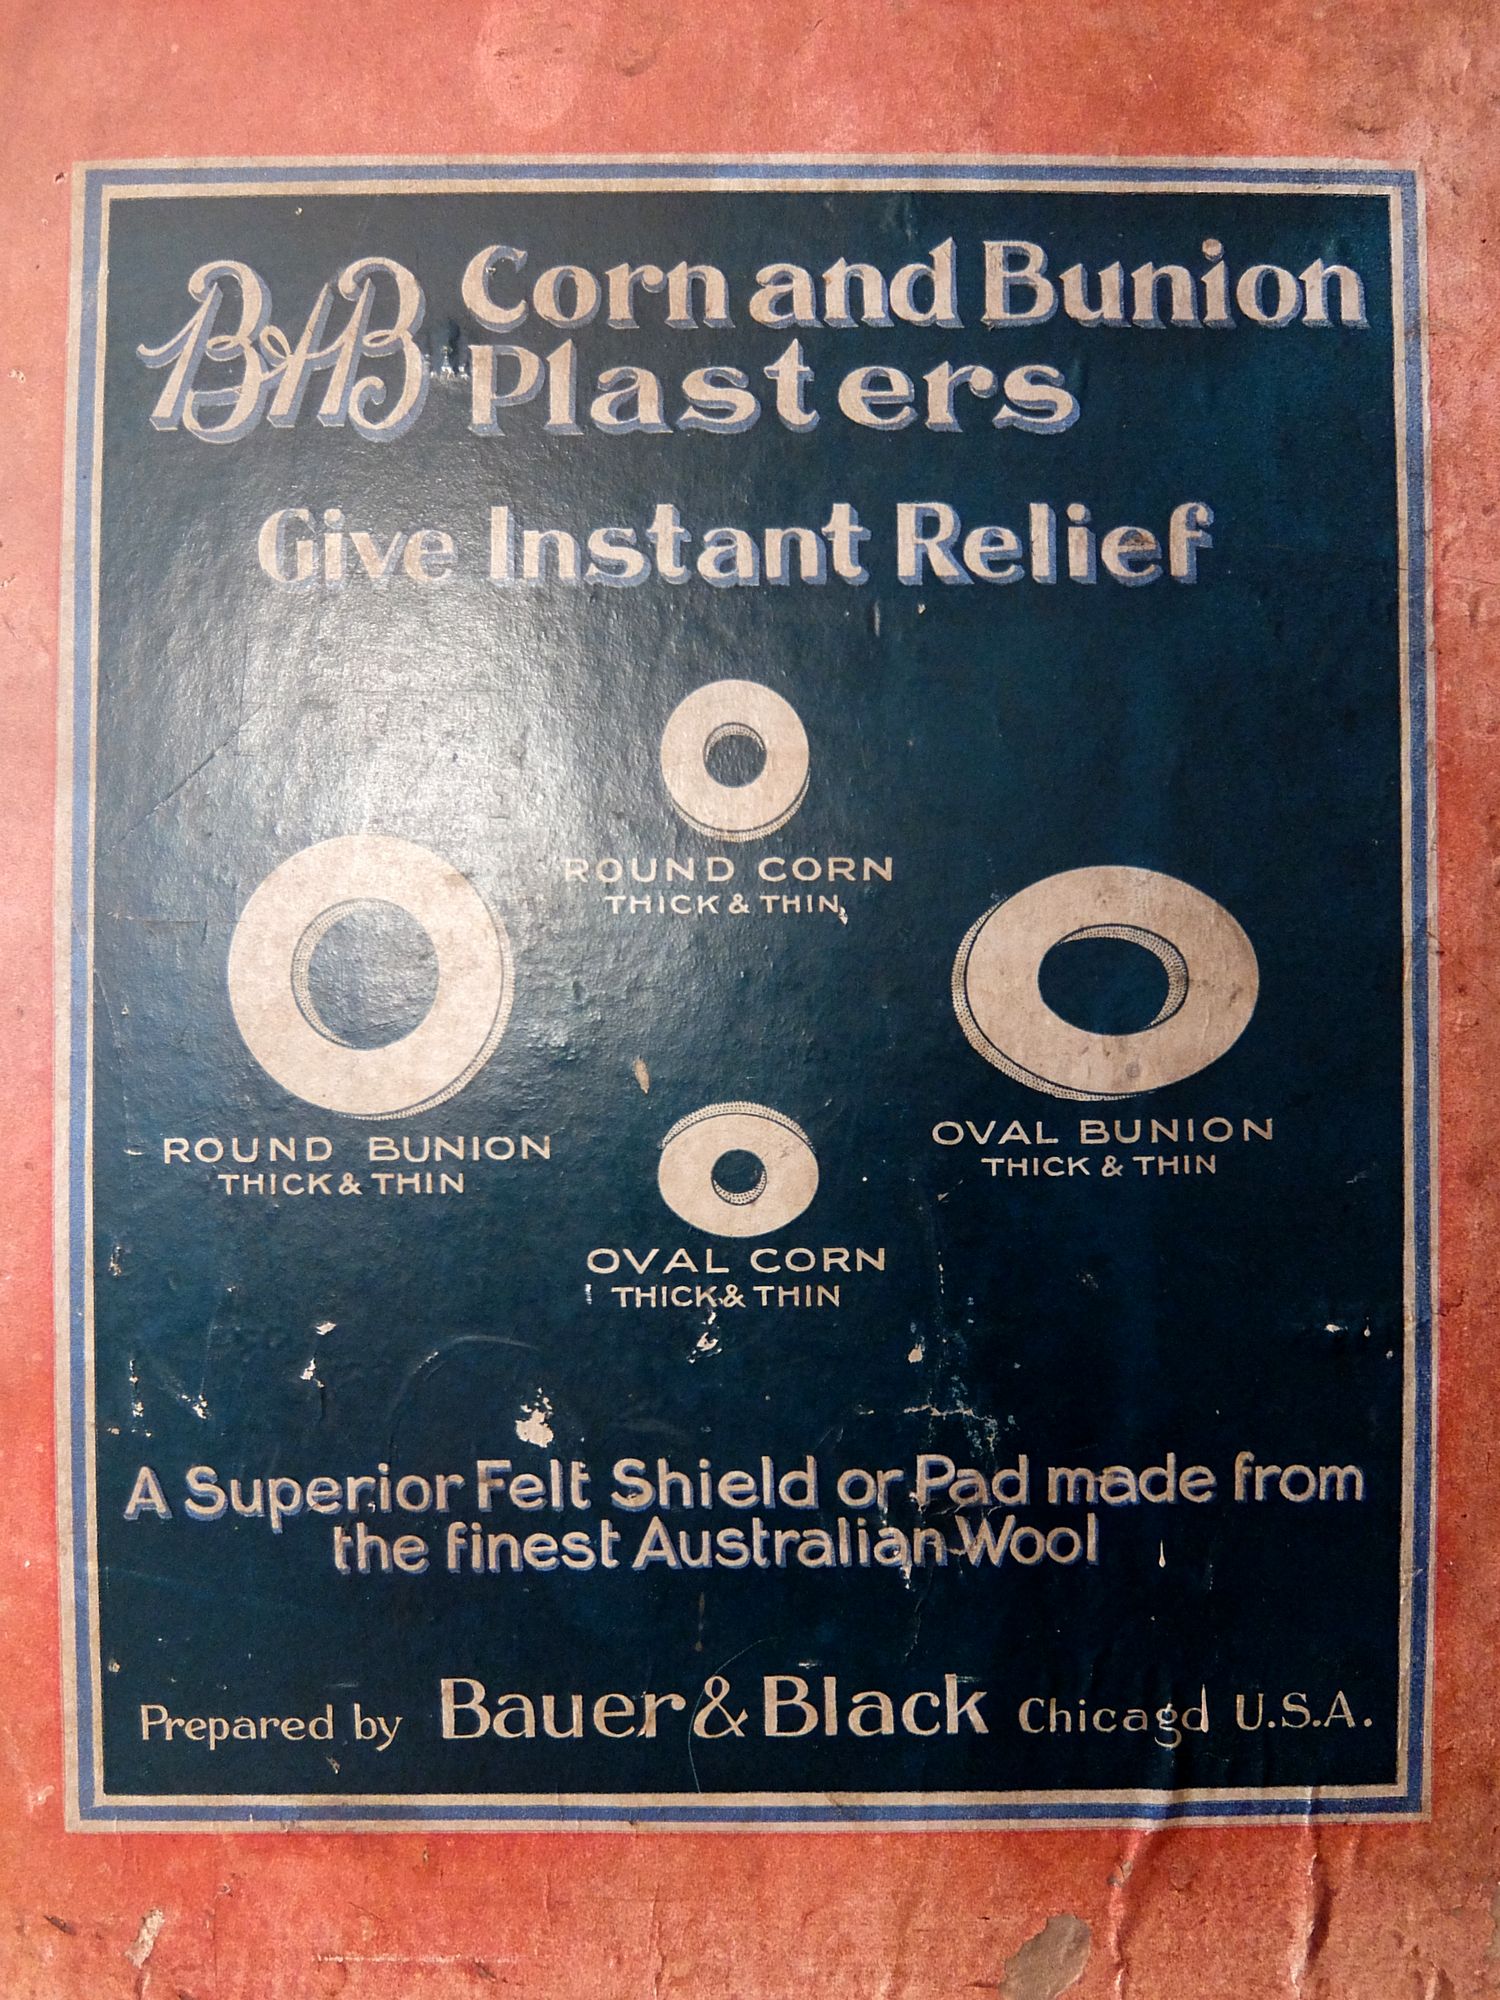 B&B Corn and Bunion
Plasters
Give Instant Relief
ROUND CORN
THICK & THIN
ROUND BUNION
THICK & THIN
OVAL BUNION
THICK & THIN
OVAL CORN
THICK & THIN
A Superior Felt Shield or Pad made from
the finest Australian Wool
Prepared by Bauer & Black Chicago U.S.A.